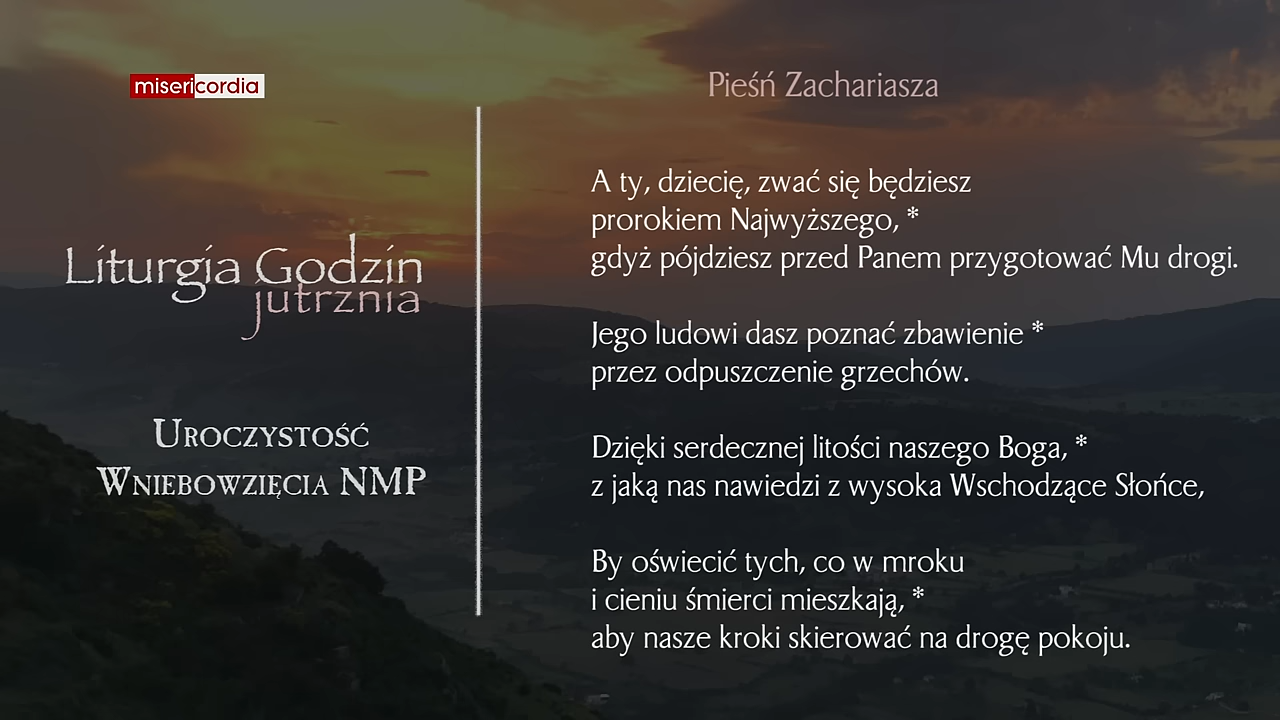 misericordia
Liturgia Godzin
jutrznia
Uroczystość
Wniebowzięcia NMP
Pieśń Zachariasza
A ty, dziecię, zwać się będziesz
prorokiem Najwyższego, *
gdyż pójdziesz przed Panem przygotować Mu drogi.
Jego ludowi dasz poznać zbawienie *
przez odpuszczenie grzechów.
Dzięki serdecznej litości naszego Boga, *
z jaką nas nawiedzi z wysoka Wschodzące Słońce,
By oświecić tych, co w mroku
i cieniu śmierci mieszkają, *
aby nasze kroki skierować na drogę pokoju.